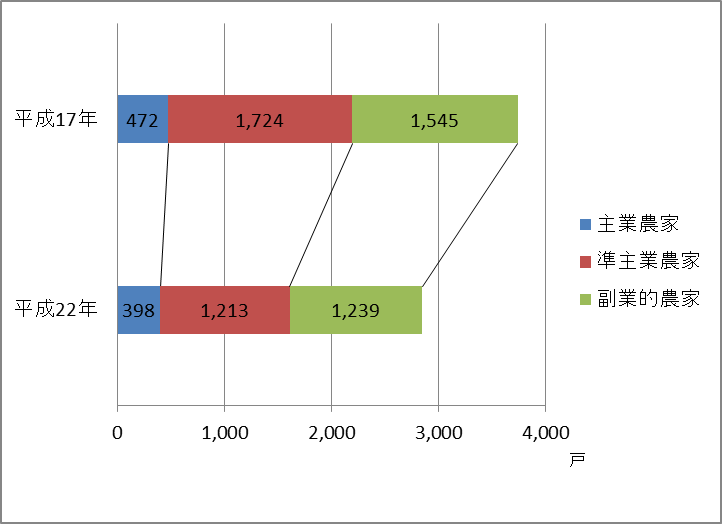 平成17年
472
1,724
1,545
平成22年
398
1,213
1,239
主業農家
準主業農家
副業的農家
0
1,000
2,000
3,000
4,000
戸